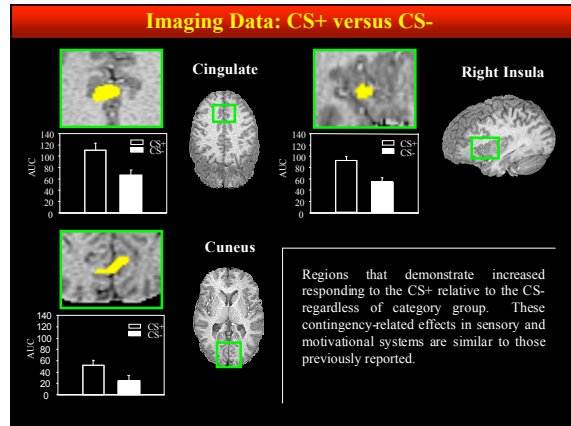 Imaging Data: CS+ versus CS-
Cingulate
140
120
100
80
60
40
20
0
AUC
CS+
CS-
Right Insula
140
120
100
80
60
40
20
0
AUC
CS+
CS-
Cuneus
140
120
100
80
60
40
20
0
AUC
CS+
CS-
Regions that demonstrate increased
responding to the CS+ relative to the CS-
regardless of category group. These
contingency-related effects in sensory and
motivational systems are similar to those
previously reported.